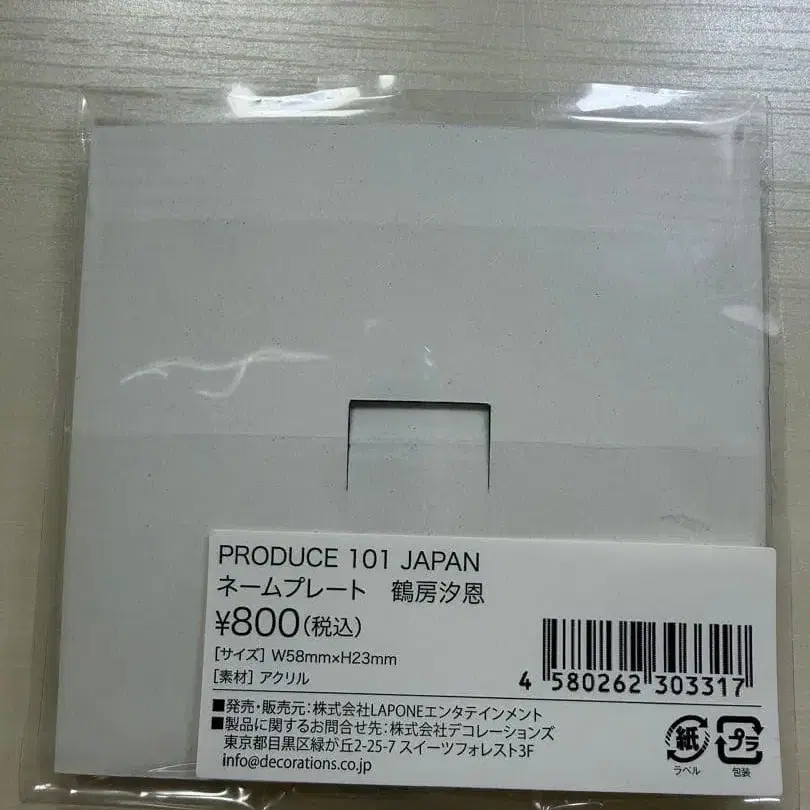 PRODUCE 101 JAPAN
ネームプレート　鶴房汐恩
¥800(税込)
[サイズ] W58mm×H23mm
[素材] アクリル
4 580262 303317
■発売・販売元:株式会社LAPONEエンタテインメント
■製品に関するお問合せ先:株式会社デコレーションズ
東京都目黒区緑が丘2-25-7 スイーツフォレスト3F
info@decorations.co.jp
紙
ラベル
プラ
包装